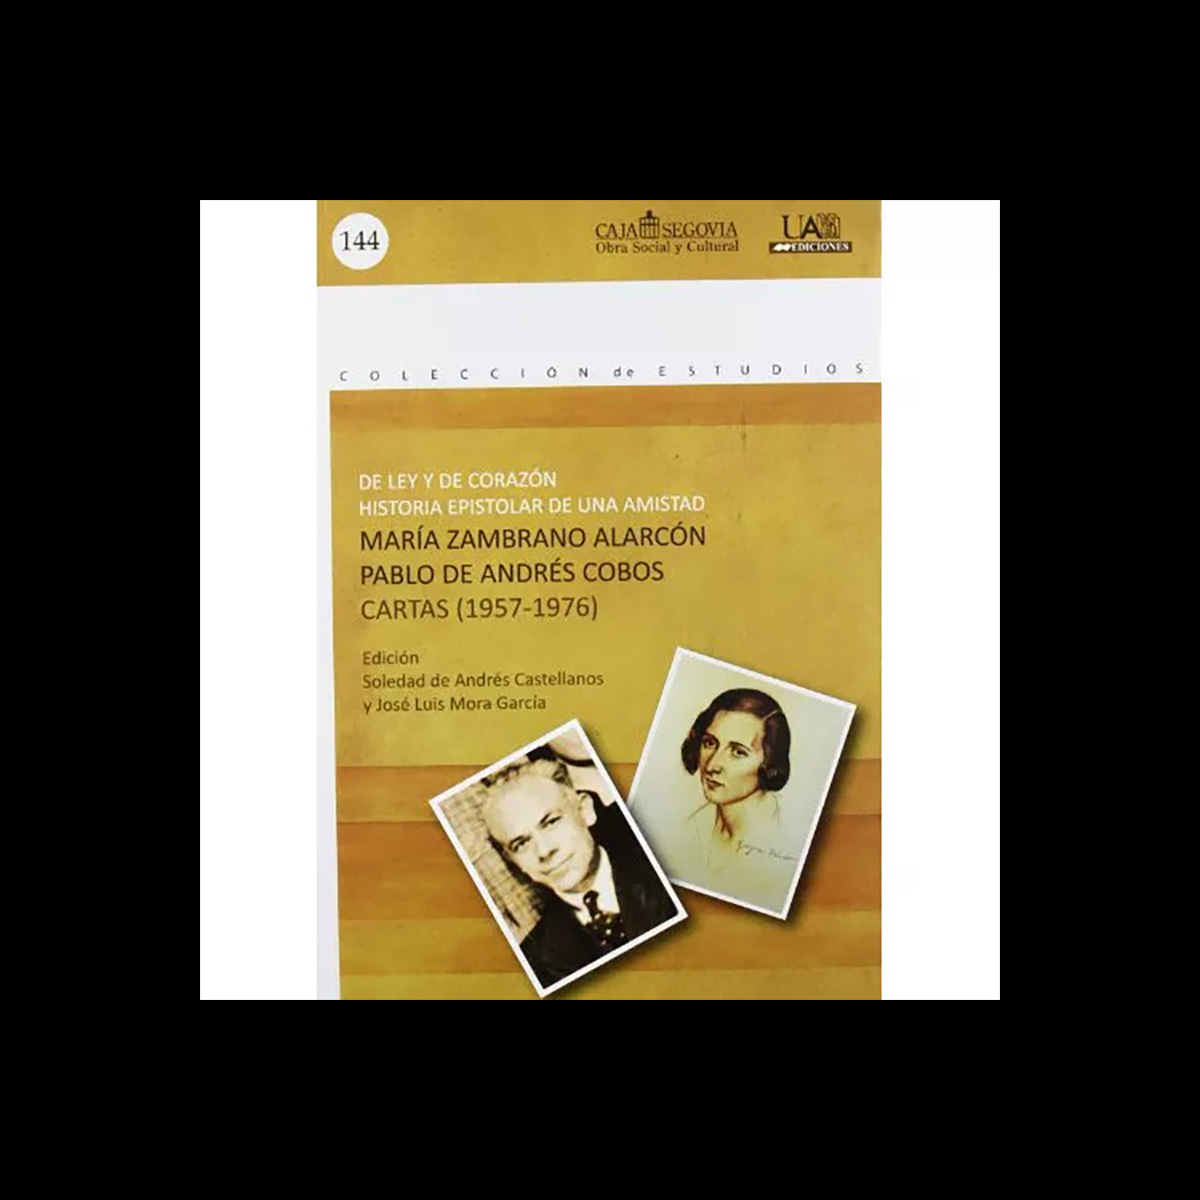 144
CAJA SEGOVIA
Obra Social y Cultural
UAM
EDICIONES
COLECCIÓN de ESTUDIOS
DE LEY Y DE CORAZÓN
HISTORIA EPISTOLAR DE UNA AMISTAD
MARÍA ZAMBRANO ALARCÓN
PABLO DE ANDRÉS COBOS
CARTAS (1957-1976)
Edición
Soledad de Andrés Castellanos
y José Luis Mora García